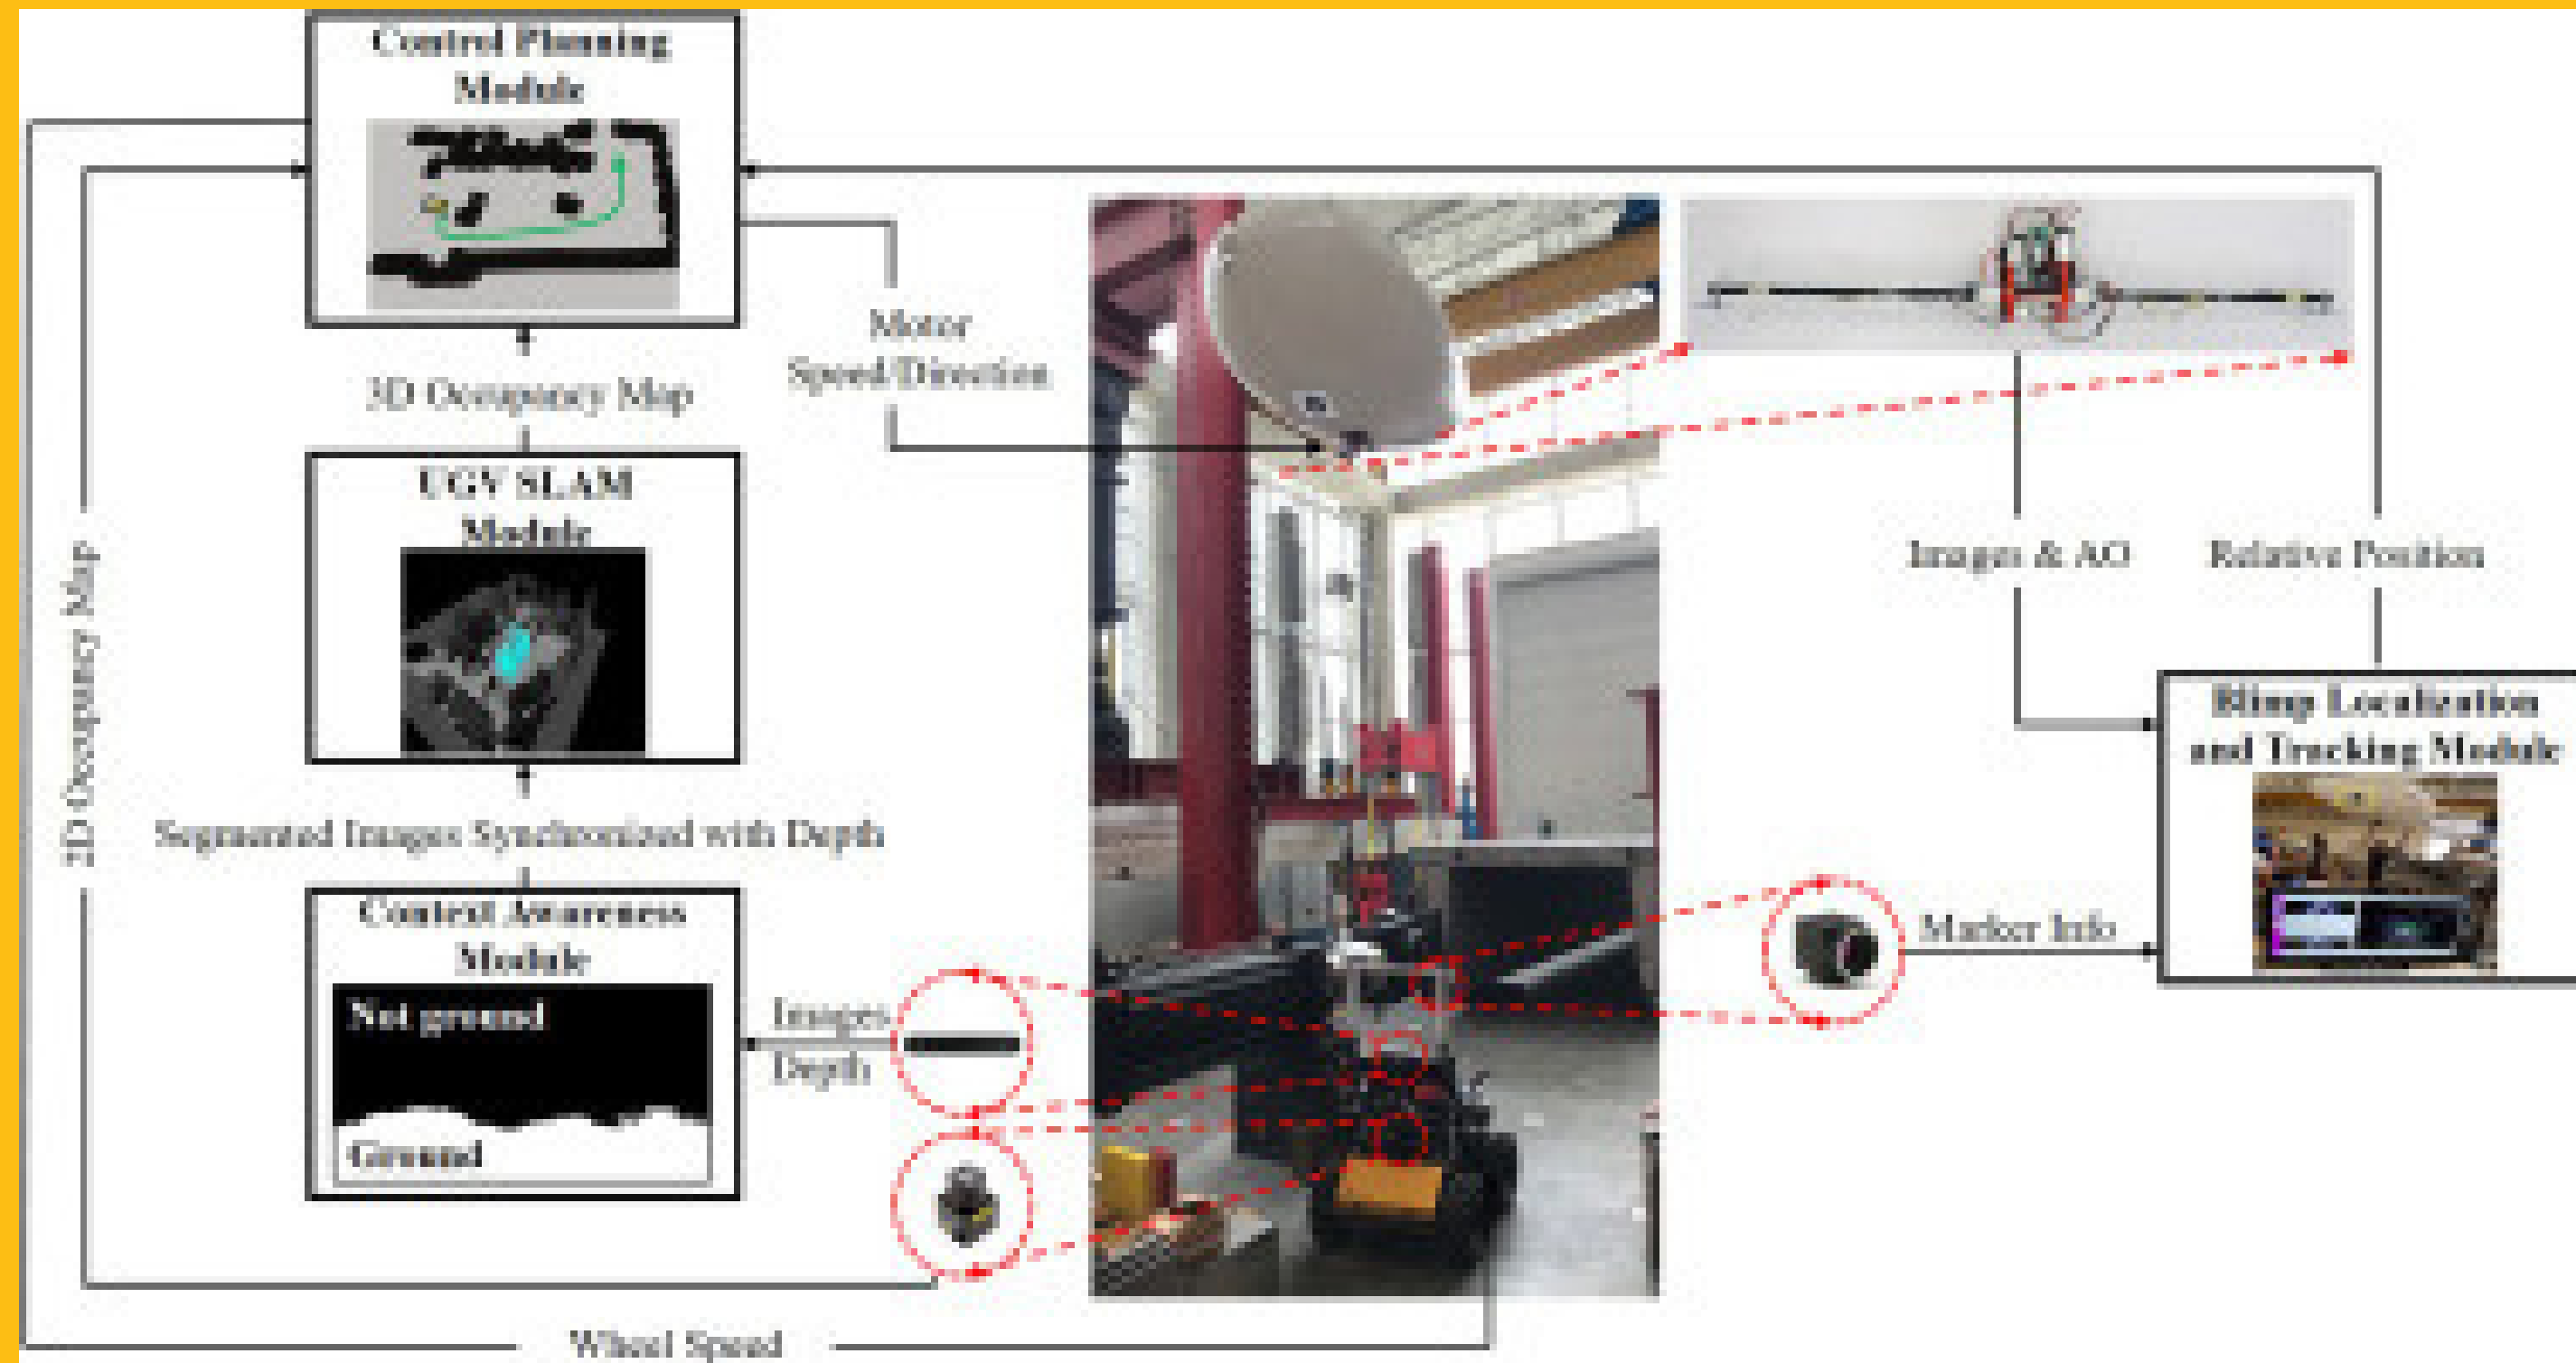 Control Planning
Module
3D Occupancy Map
Motor
Speed/Direction
UGV SLAM
Module
2D Occupancy Map
Images & AO
Relative Position
Blimp Localization
and Tracking Module
Segmented Images Synchronized with Depth
Context Awareness
Module
Not ground
Ground
Images
Depth
Marker Info
Wheel Speed